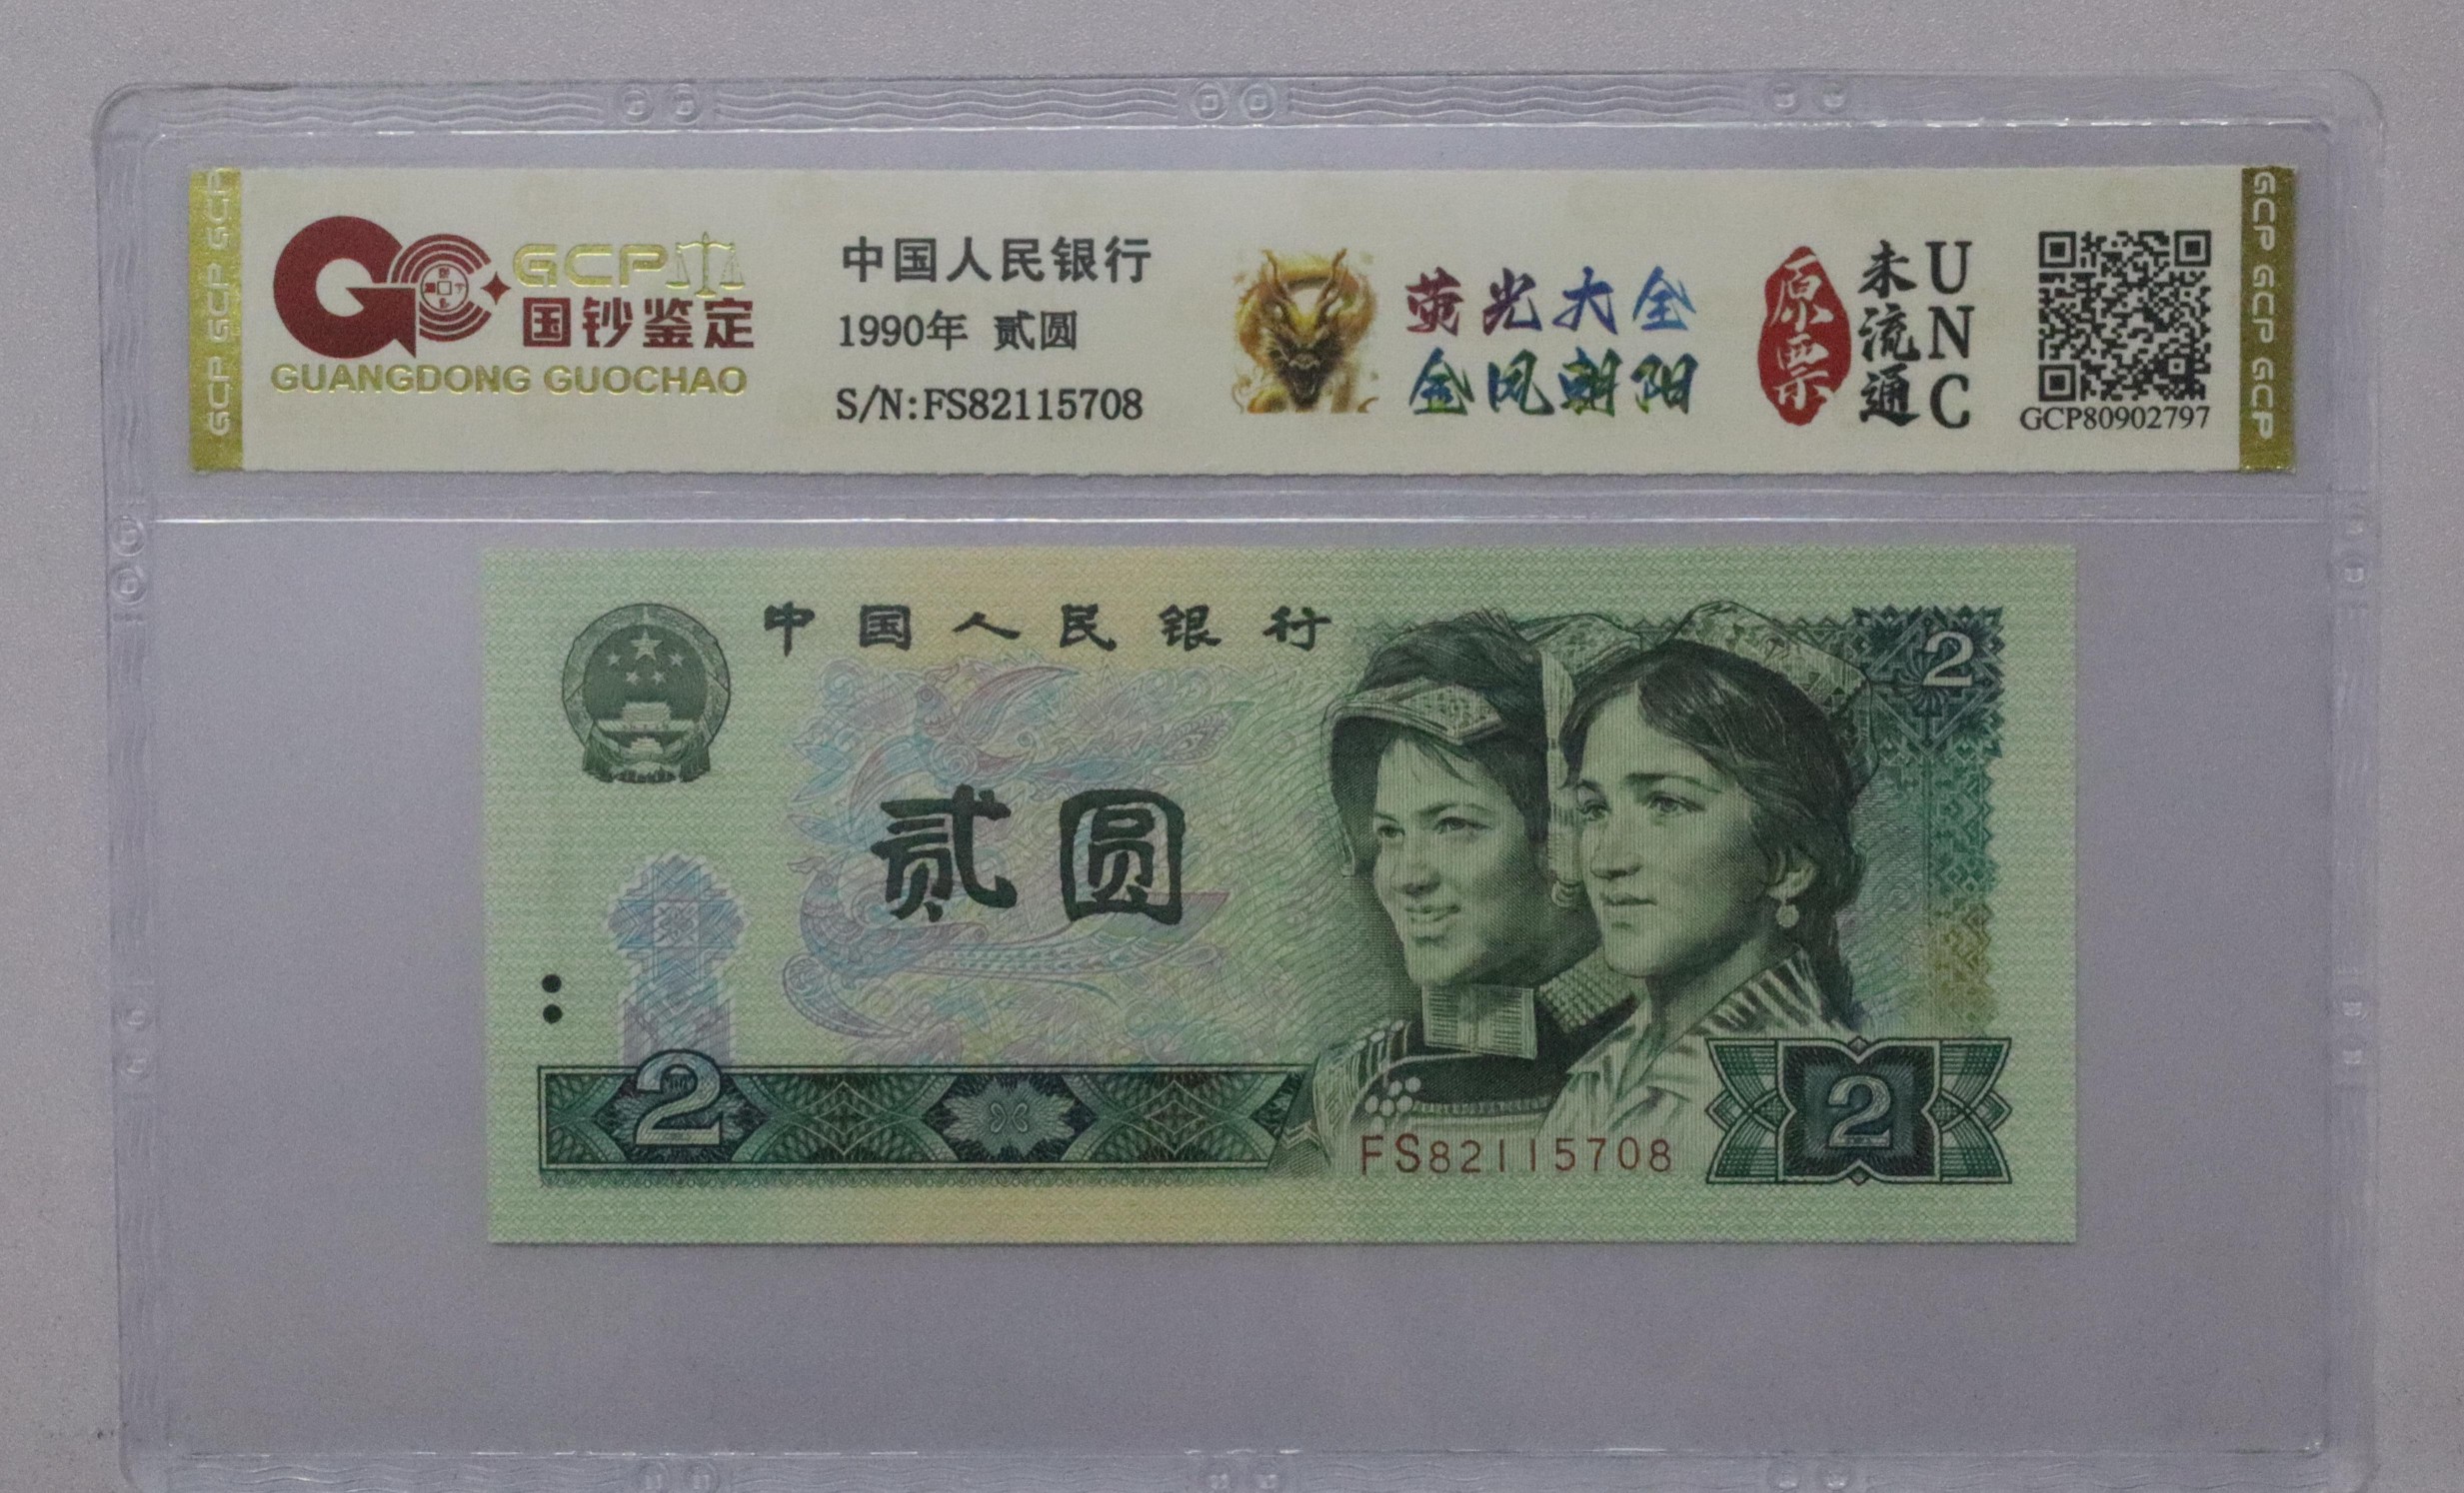 GCP GCP GCP
GCP
国钞鉴定
GUANGDONG GUOCHAO
中国人民银行
1990年 贰圆
S/N:FS82115708
荧光大全
金凤朝阳
原票
未流通
UNC
GCP80902797
GCP GCP GCP
中国人民银行
2
贰圆
2
FS82115708
2